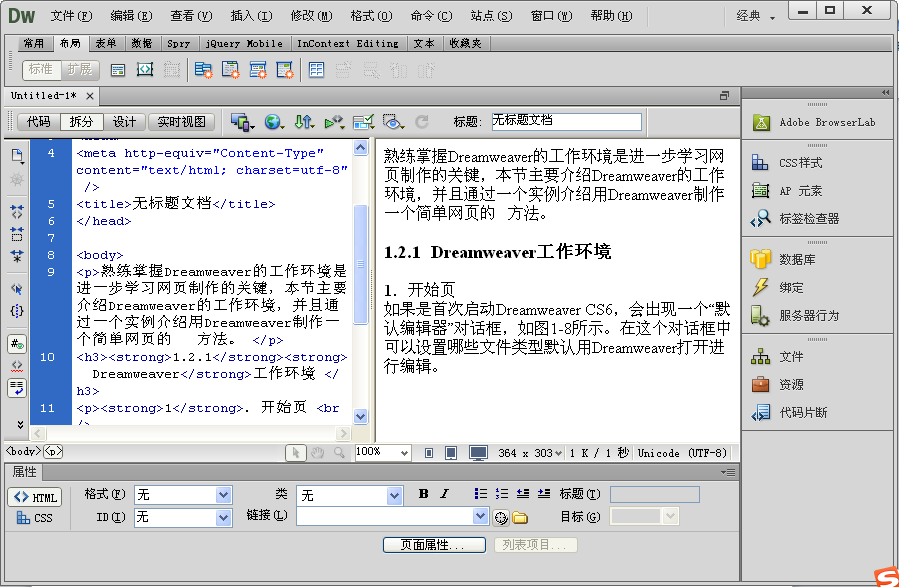 Dw 文件(F) 编辑(E) 查看(V) 插入(I) 修改(M) 格式(O) 命令(C) 站点(S) 窗口(W) 帮助(H) 经典
常用 布局 表单 数据 Spry jQuery Mobile InContext Editing 文本 收藏夹
标准 扩展
Untitled-1*
代码 拆分 设计 实时视图 标题: 无标题文档
4 <meta http-equiv="Content-Type"
content="text/html; charset=utf-8"
/>
5 <title>无标题文档</title>
6 </head>
7
8 <body>
9 <p>熟练掌握Dreamweaver的工作环境是
进一步学习网页制作的关键，本节主要
介绍Dreamweaver的工作环境，并且通
过一个实例介绍用Dreamweaver制作一
个简单网页的 方法。 </p>
10 <h3><strong>1.2.1</strong><strong>
Dreamweaver</strong>工作环境 </
h3>
11 <p><strong>1</strong>. 开始页 <br
/>
熟练掌握Dreamweaver的工作环境是进一步学习网
页制作的关键，本节主要介绍Dreamweaver的工作
环境，并且通过一个实例介绍用Dreamweaver制作
一个简单网页的 方法。
1.2.1 Dreamweaver工作环境
1. 开始页
如果是首次启动Dreamweaver CS6，会出现一个“默
认编辑器”对话框，如图1-8所示。在这个对话框中
可以设置哪些文件类型默认用Dreamweaver打开进
行编辑。
Adobe BrowserLab
CSS样式
AP 元素
标签检查器
数据库
绑定
服务器行为
文件
资源
代码片断
<body> <p> 100% 364 x 303 1 K / 1 秒 Unicode (UTF-8)
属性
<> HTML 格式(F) 无 类 无 B I 标题(T)
CSS ID(I) 无 链接(L) 目标(G)
页面属性... 列表项目...